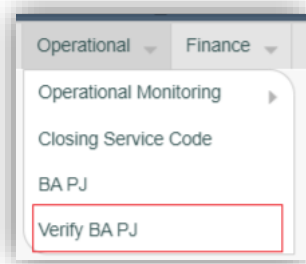 Operational Finance
Operational Monitoring
Closing Service Code
BA PJ
Verify BA PJ